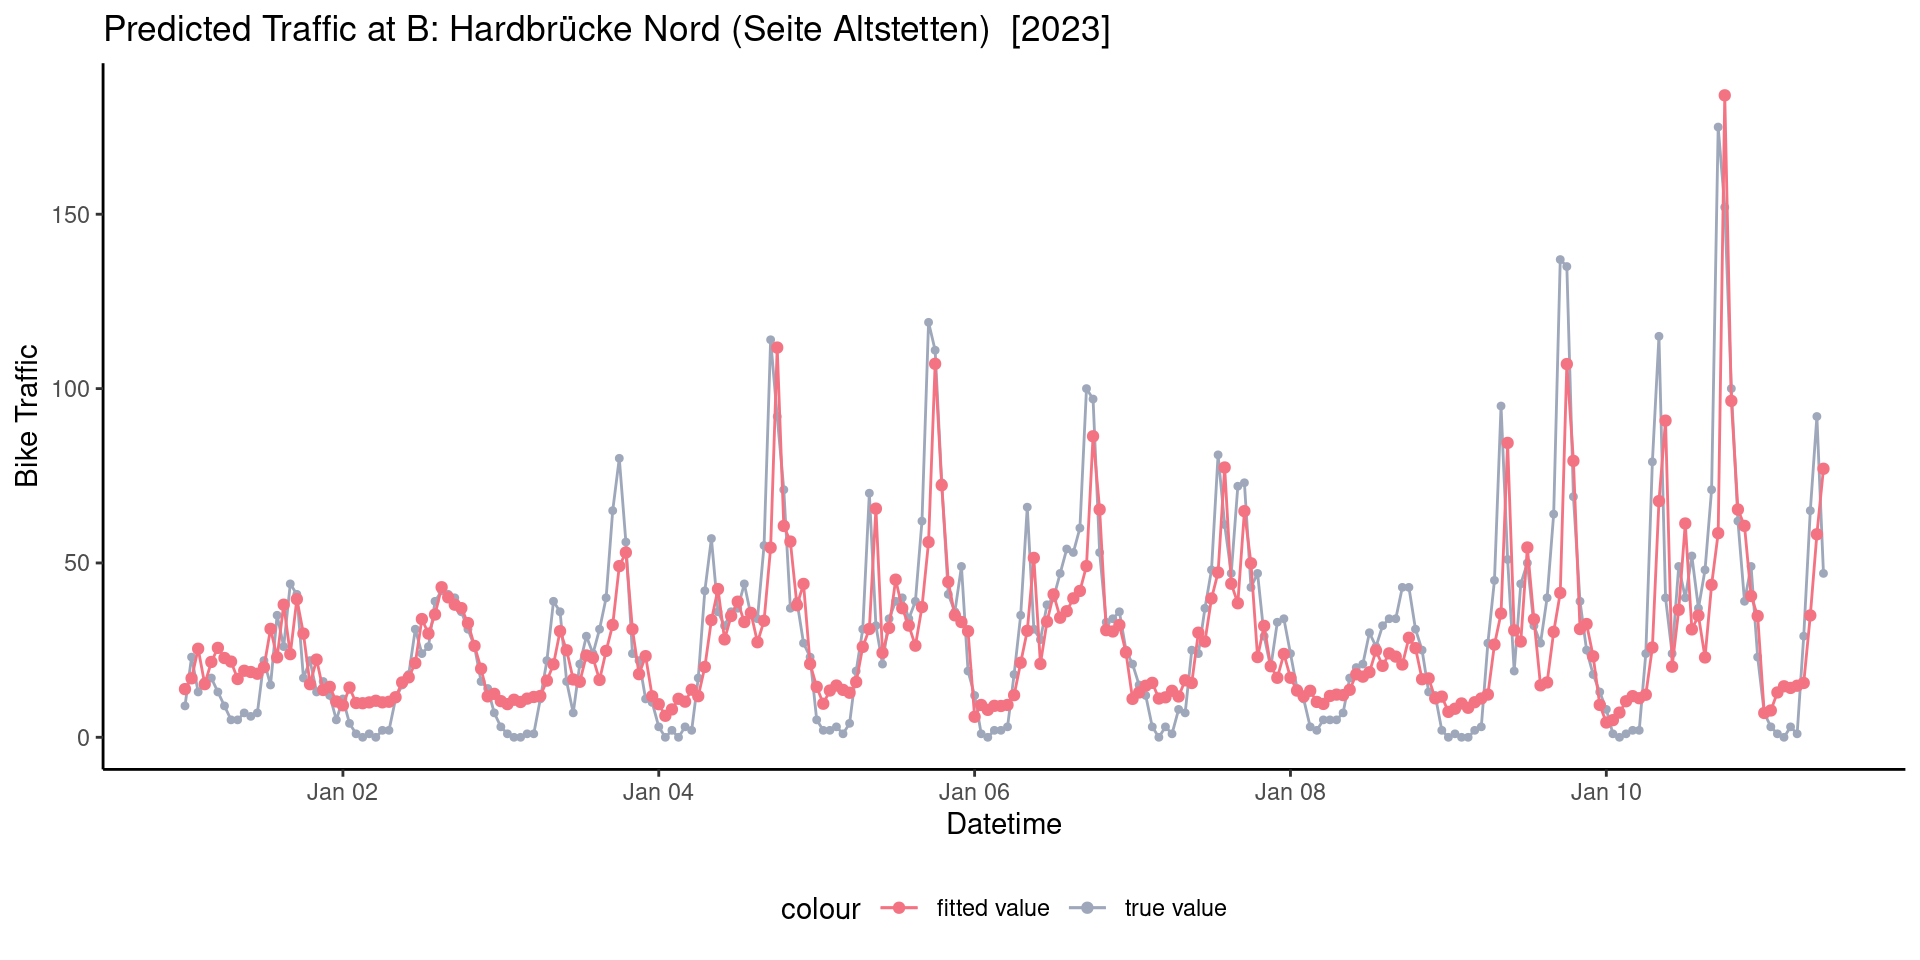 Predicted Traffic at B: Hardbrücke Nord (Seite Altstetten)  [2023]
Bike Traffic
150
100
50
0
Jan 02 Jan 04 Jan 06 Jan 08 Jan 10
Datetime
colour fitted value true value